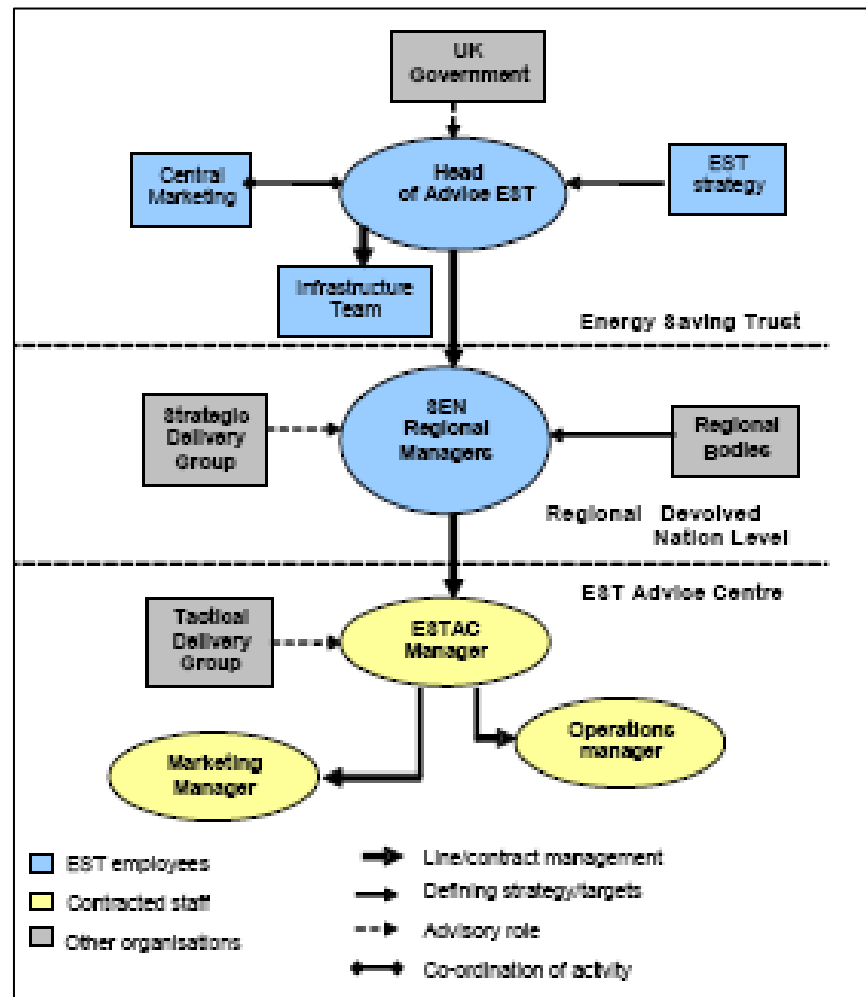 UK
Government
Central
Marketing
Head
of Advice EST
EST
strategy
Infrastructure
Team
Energy Saving Trust
Strategic
Delivery
Group
SEN
Regional
Managers
Regional
Bodies
Regional Devolved
Nation Level
EST Advice Centre
Tactical
Delivery
Group
ESTAC
Manager
Marketing
Manager
Operations
manager
EST employees
Contracted staff
Other organisations
Line/contract management
Defining strategy/targets
Advisory role
Co-ordination of activity